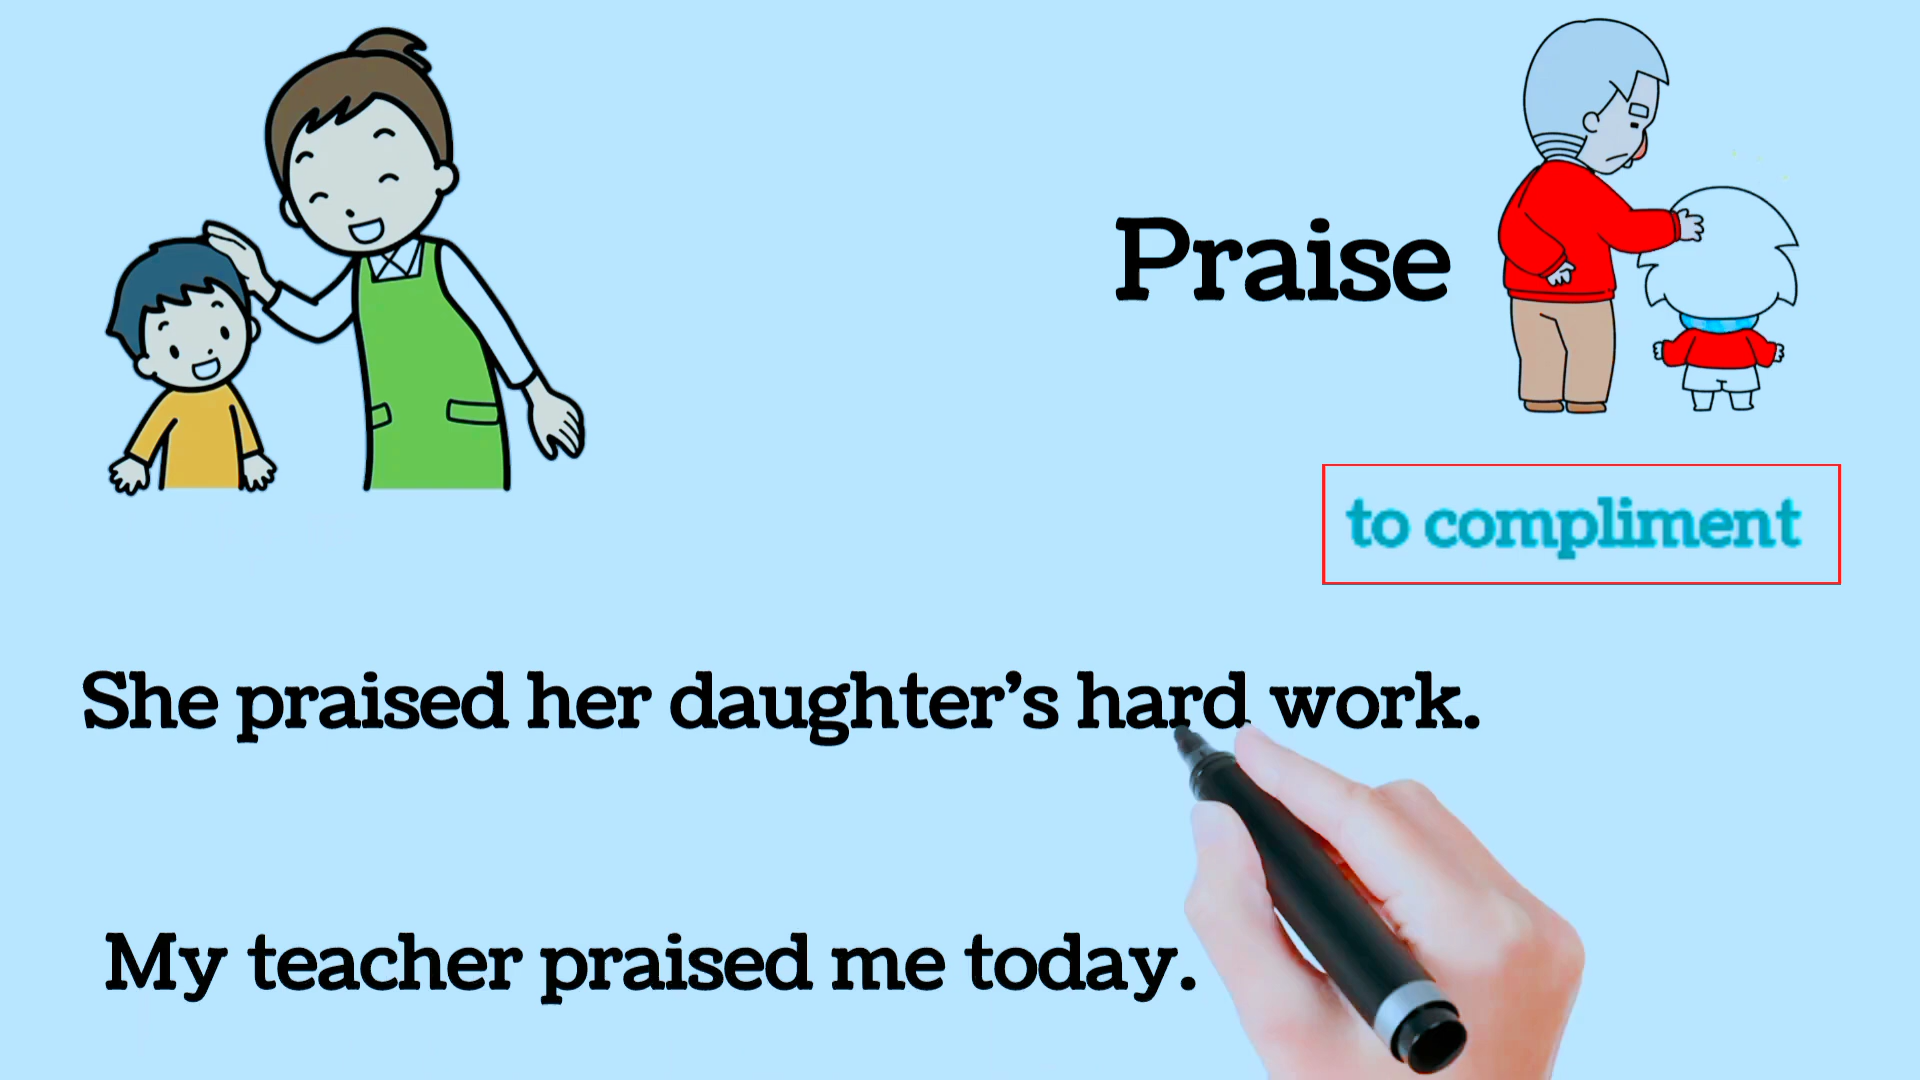 Praise
to compliment
She praised her daughter’s hard work.
My teacher praised me today.